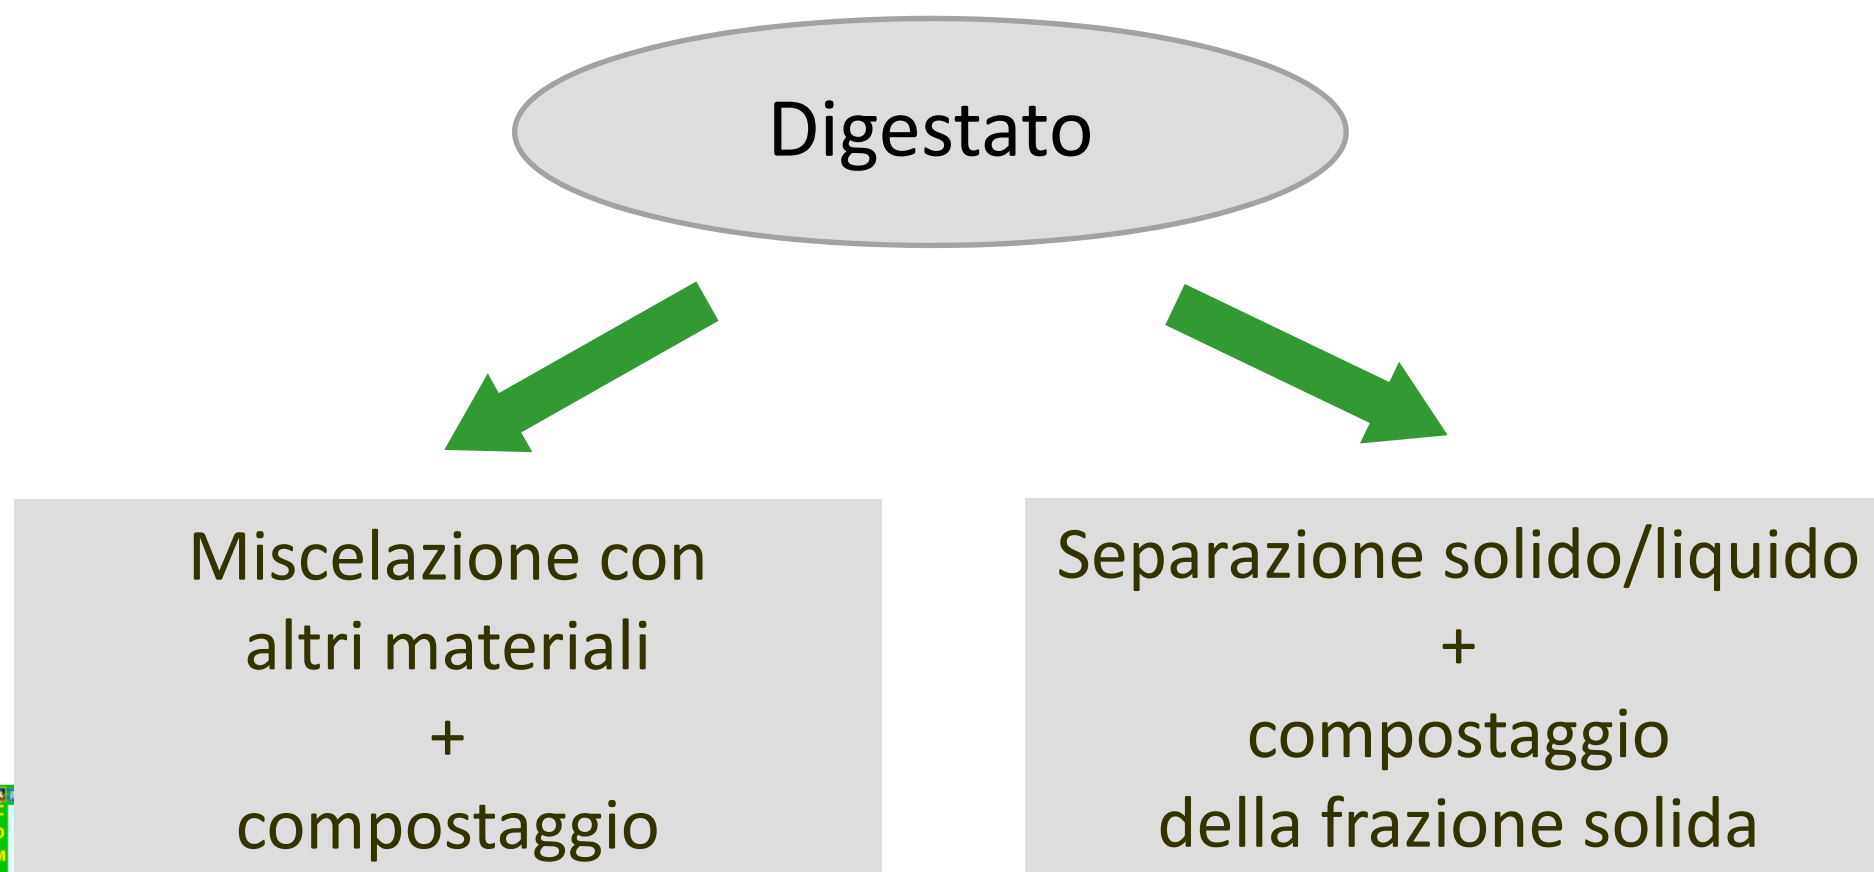 Digestato
Miscelazione con
altri materiali
+
compostaggio
Separazione solido/liquido
+
compostaggio
della frazione solida